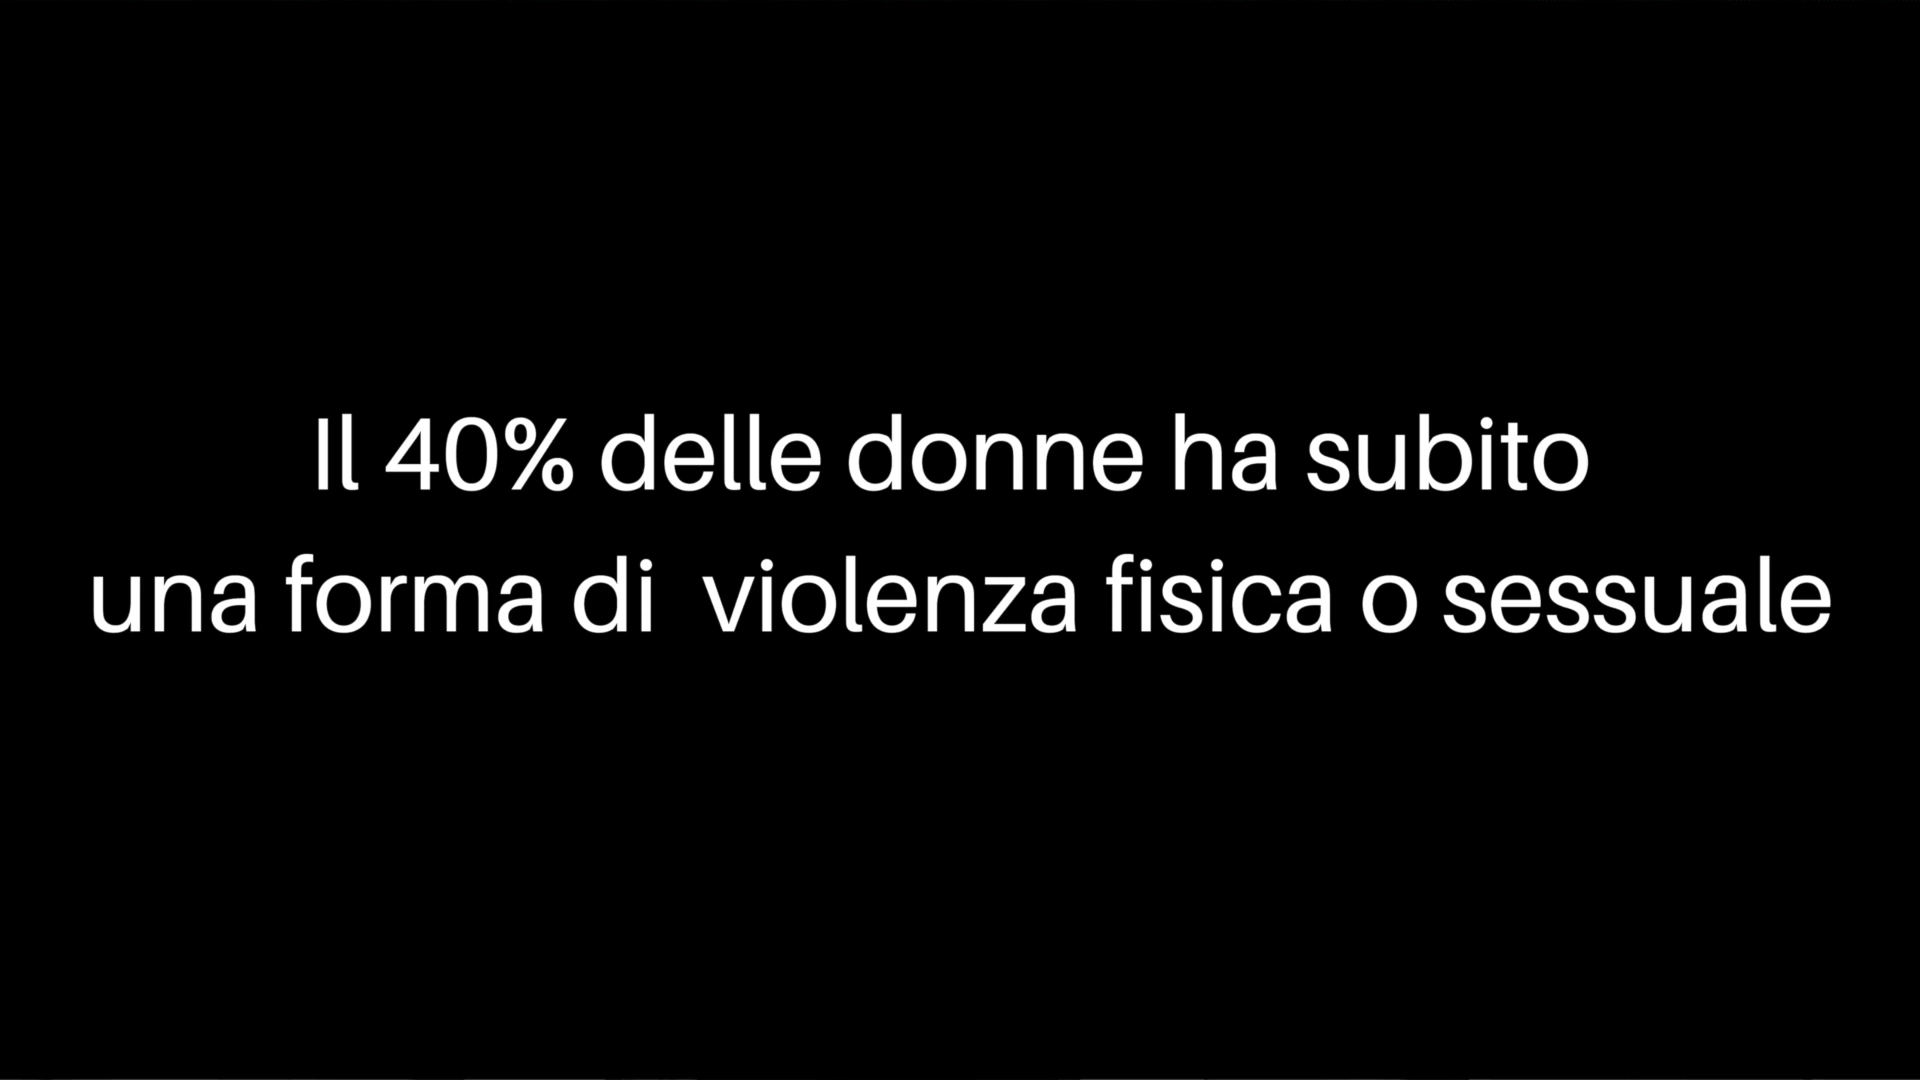 Il 40% delle donne ha subito
una forma di  violenza fisica o sessuale